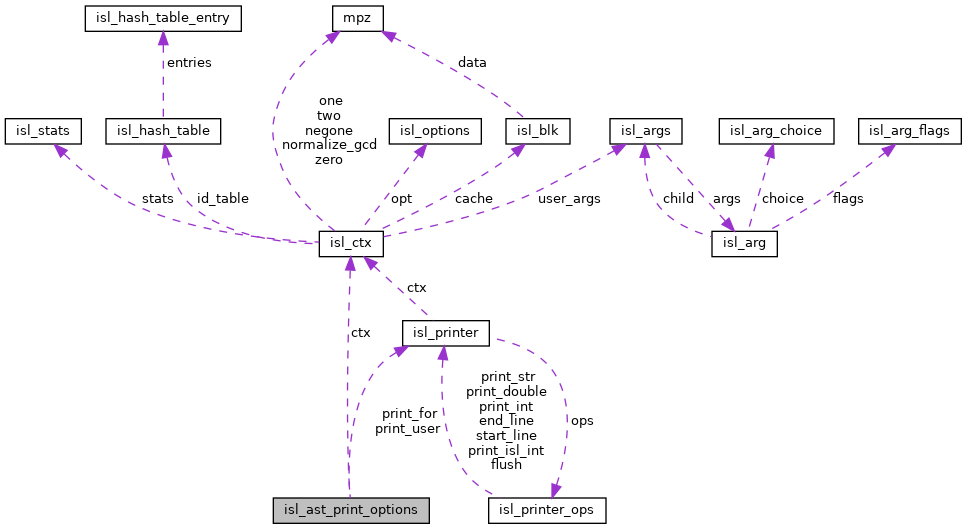 isl_hash_table_entry
mpz
entries
data
one
two
negone
normalize_gcd
zero
isl_stats
isl_hash_table
isl_options
isl_blk
isl_args
isl_arg_choice
isl_arg_flags
stats
id_table
opt
cache
user_args
child
args
choice
flags
isl_ctx
isl_arg
ctx
ctx
isl_printer
print_for
print_user
print_str
print_double
print_int
end_line
start_line
print_isl_int
flush
ops
isl_ast_print_options
isl_printer_ops